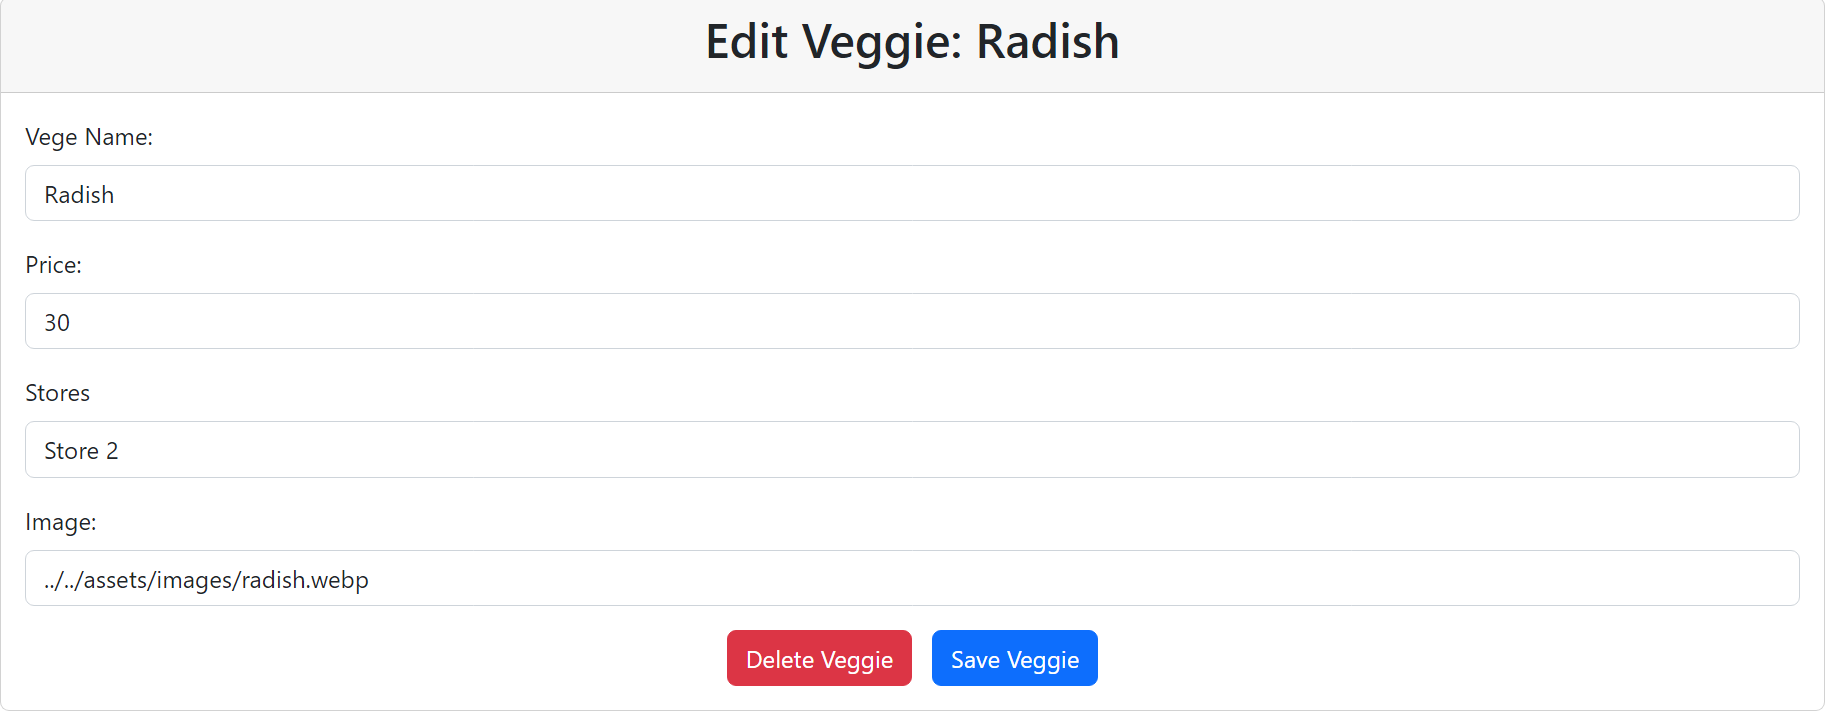 Edit Veggie: Radish
Vege Name:
Radish
Price:
30
Stores
Store 2
Image:
../../assets/images/radish.webp
Delete Veggie Save Veggie